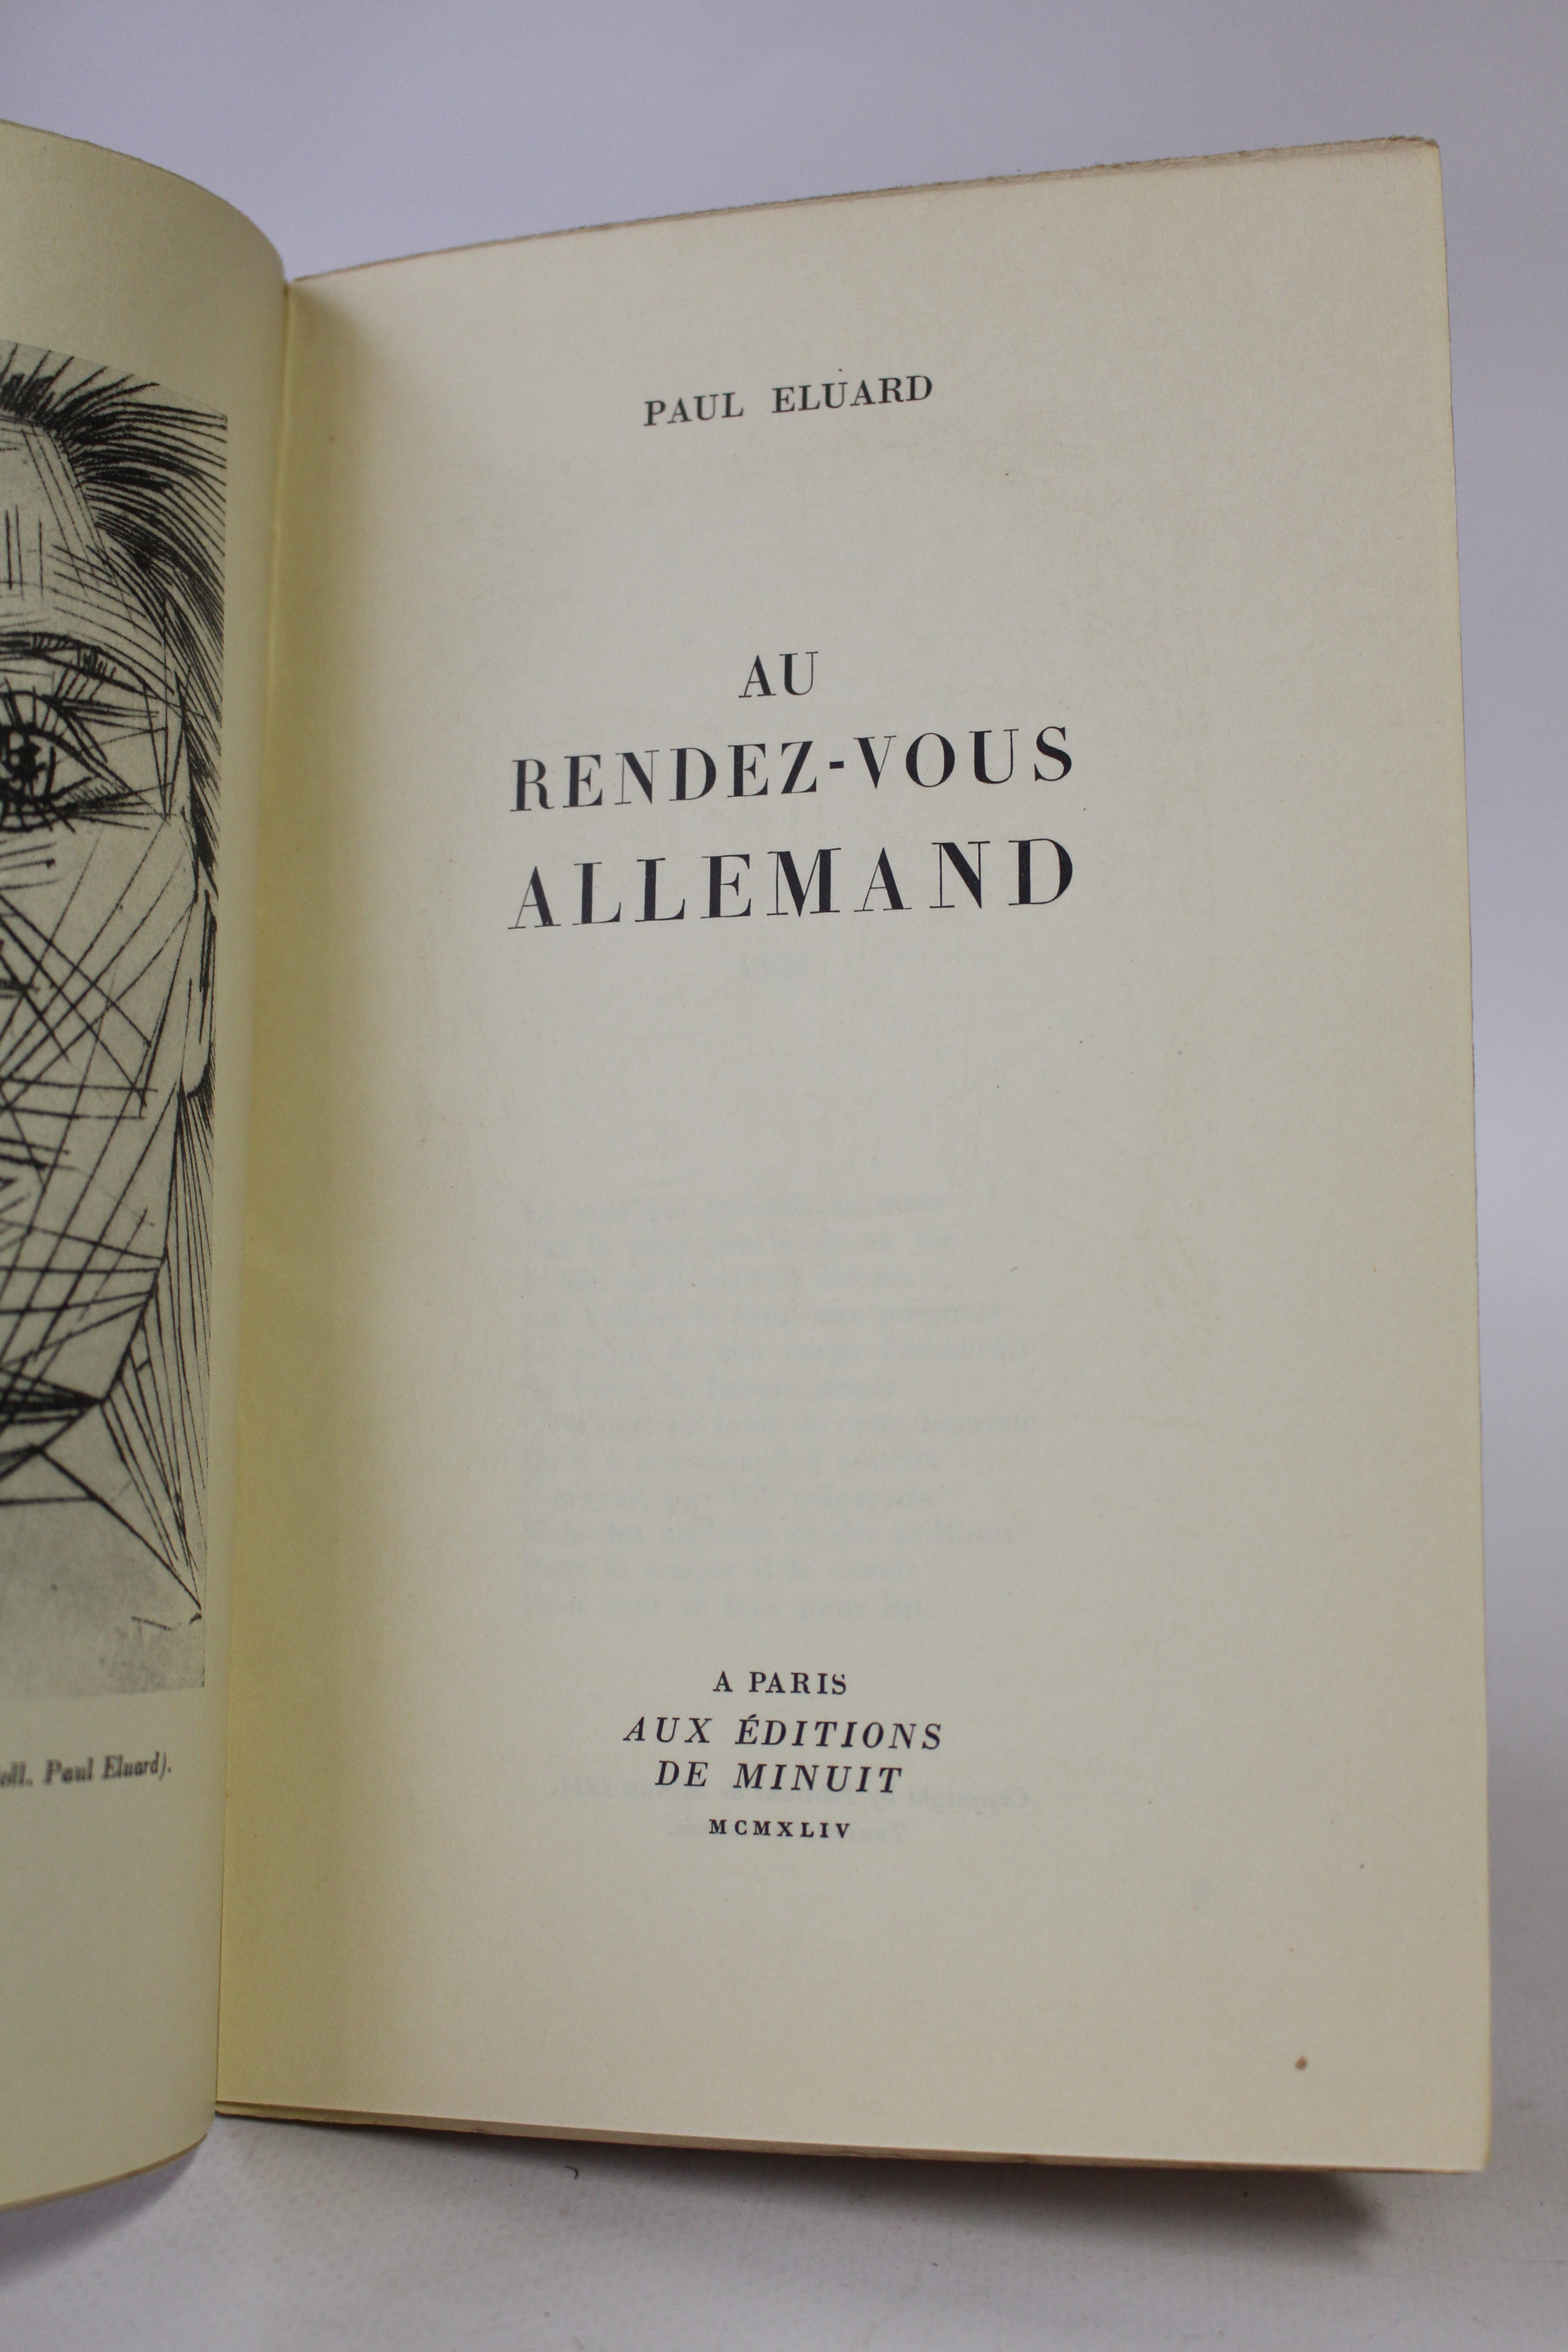 oll. Paul Eluard).
PAUL ELUARD
AU
RENDEZ-VOUS
ALLEMAND
A PARIS
AUX ÉDITIONS
DE MINUIT
MCMXLIV